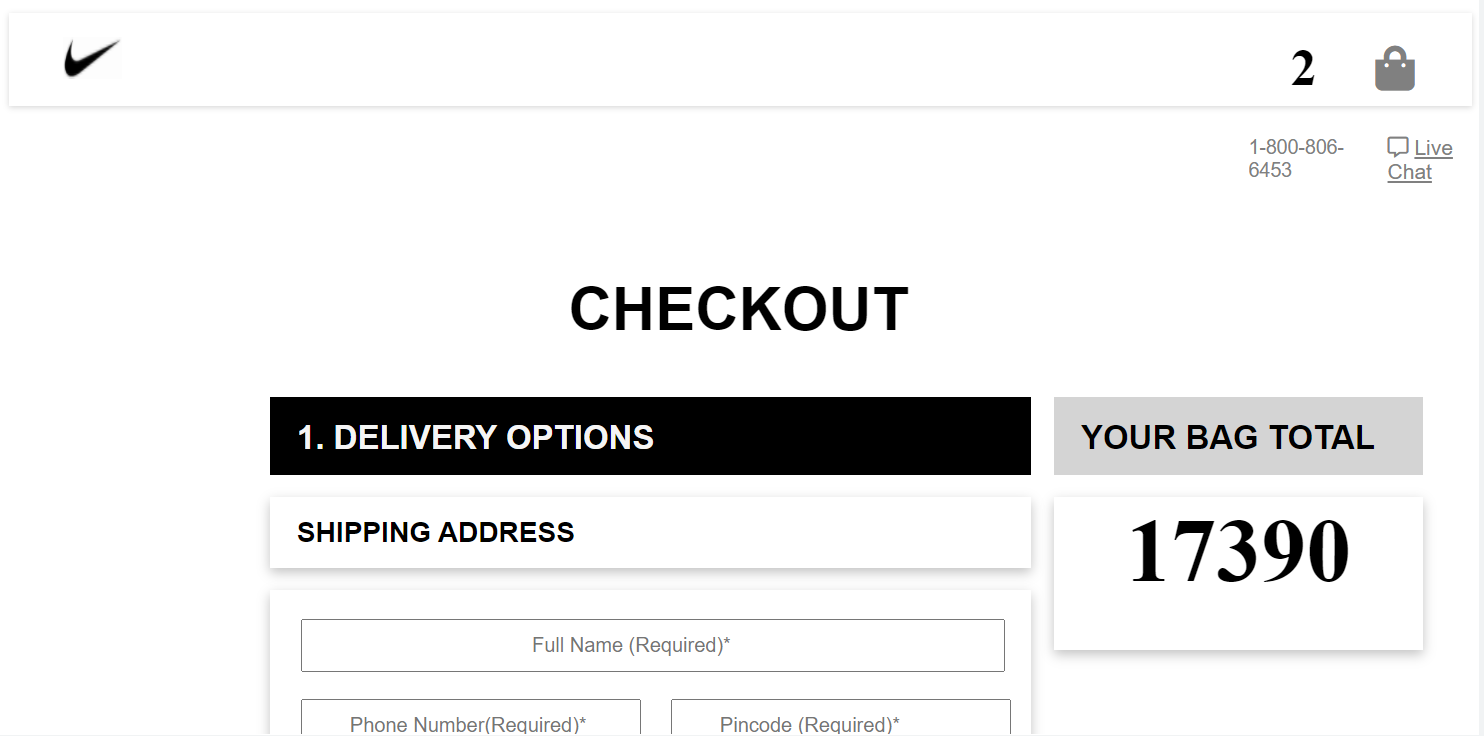 2
1-800-806-
6453
Live
Chat
CHECKOUT
1. DELIVERY OPTIONS
YOUR BAG TOTAL
SHIPPING ADDRESS
17390
Full Name (Required)*
Phone Number(Required)*
Pincode (Required)*